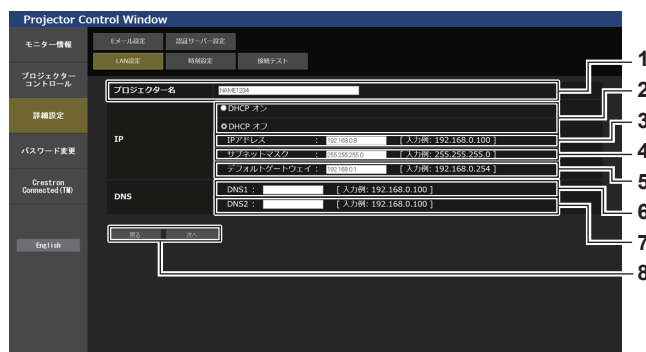 Projector Control Window
モニター情報
プロジェクター
コントロール
詳細設定
パスワード変更
Crestron
Connected(TM)
English
Eメール設定 認証サーバー設定
LAN設定 時刻設定 接続テスト
プロジェクター名 NAME1234
IP
DHCP オン
DHCP オフ
IPアドレス : 192.168.0.8 [ 入力例: 192.168.0.100 ]
サブネットマスク : 255.255.255.0 [ 入力例: 255.255.255.0 ]
デフォルトゲートウェイ : 192.168.0.1 [ 入力例: 192.168.0.254 ]
DNS
DNS1 : [ 入力例: 192.168.0.100 ]
DNS2 : [ 入力例: 192.168.0.100 ]
戻る 次へ
1
2
3
4
5
6
7
8